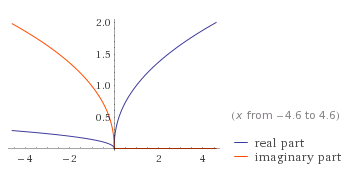 2.0
1.5
1.0
0.5
(x from −4.6 to 4.6)
−4 −2 2 4
real part
imaginary part